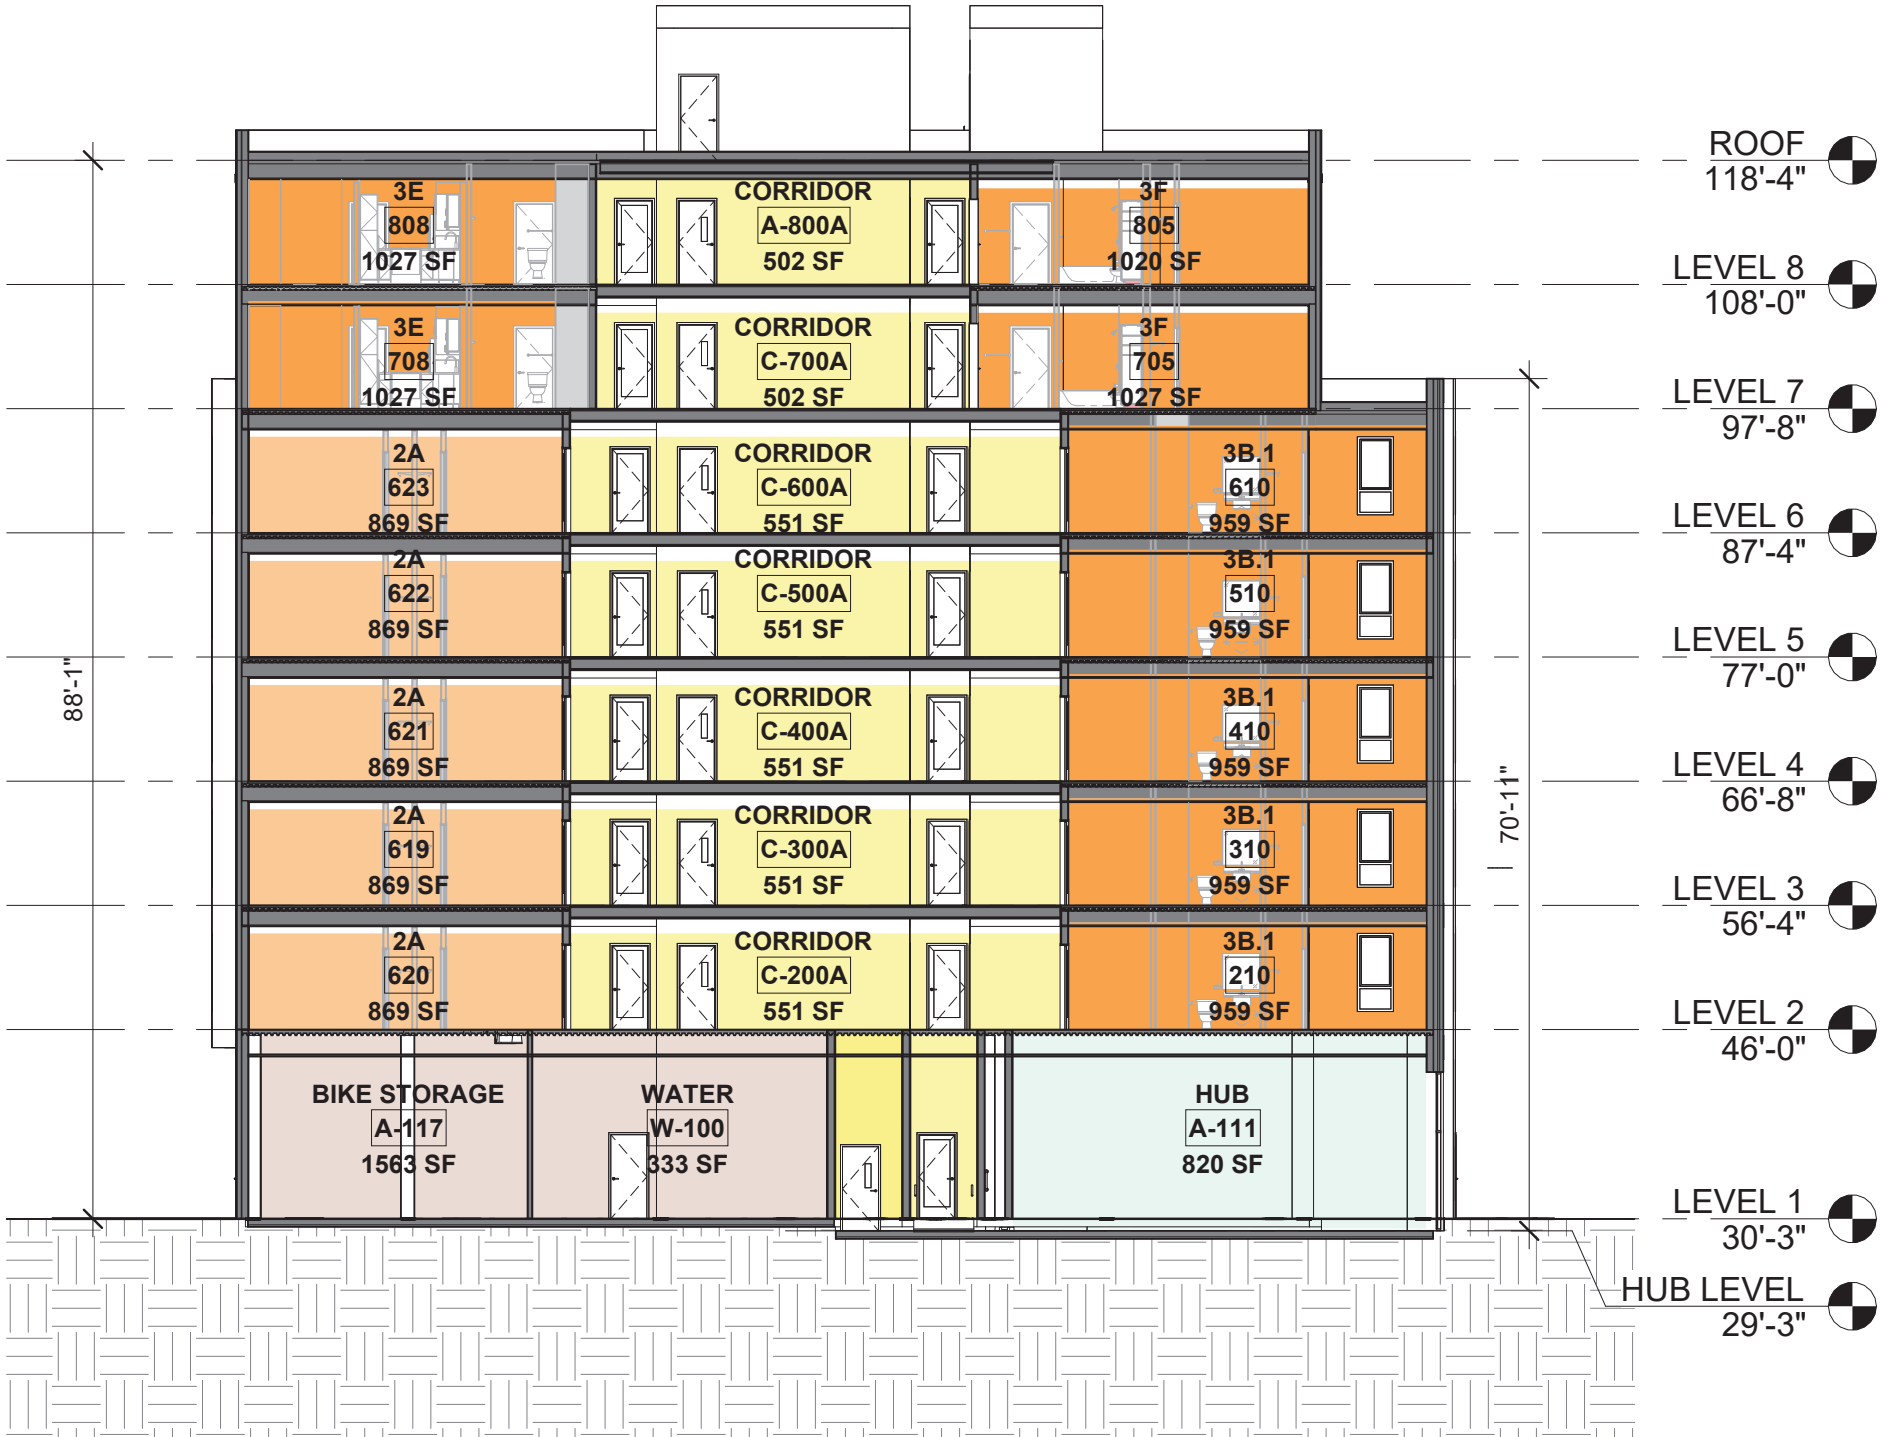 ROOF
118'-4"
3E
808
1027 SF
CORRIDOR
A-800A
502 SF
3F
805
1020 SF
LEVEL 8
108'-0"
3E
708
1027 SF
CORRIDOR
C-700A
502 SF
3F
705
1027 SF
LEVEL 7
97'-8"
2A
623
869 SF
CORRIDOR
C-600A
551 SF
3B.1
610
959 SF
LEVEL 6
87'-4"
2A
622
869 SF
CORRIDOR
C-500A
551 SF
3B.1
510
959 SF
LEVEL 5
77'-0"
88'-1"
2A
621
869 SF
CORRIDOR
C-400A
551 SF
3B.1
410
959 SF
LEVEL 4
66'-8"
70'-11"
2A
619
869 SF
CORRIDOR
C-300A
551 SF
3B.1
310
959 SF
LEVEL 3
56'-4"
2A
620
869 SF
CORRIDOR
C-200A
551 SF
3B.1
210
959 SF
LEVEL 2
46'-0"
BIKE STORAGE
A-117
1563 SF
WATER
W-100
333 SF
HUB
A-111
820 SF
LEVEL 1
30'-3"
HUB LEVEL
29'-3"